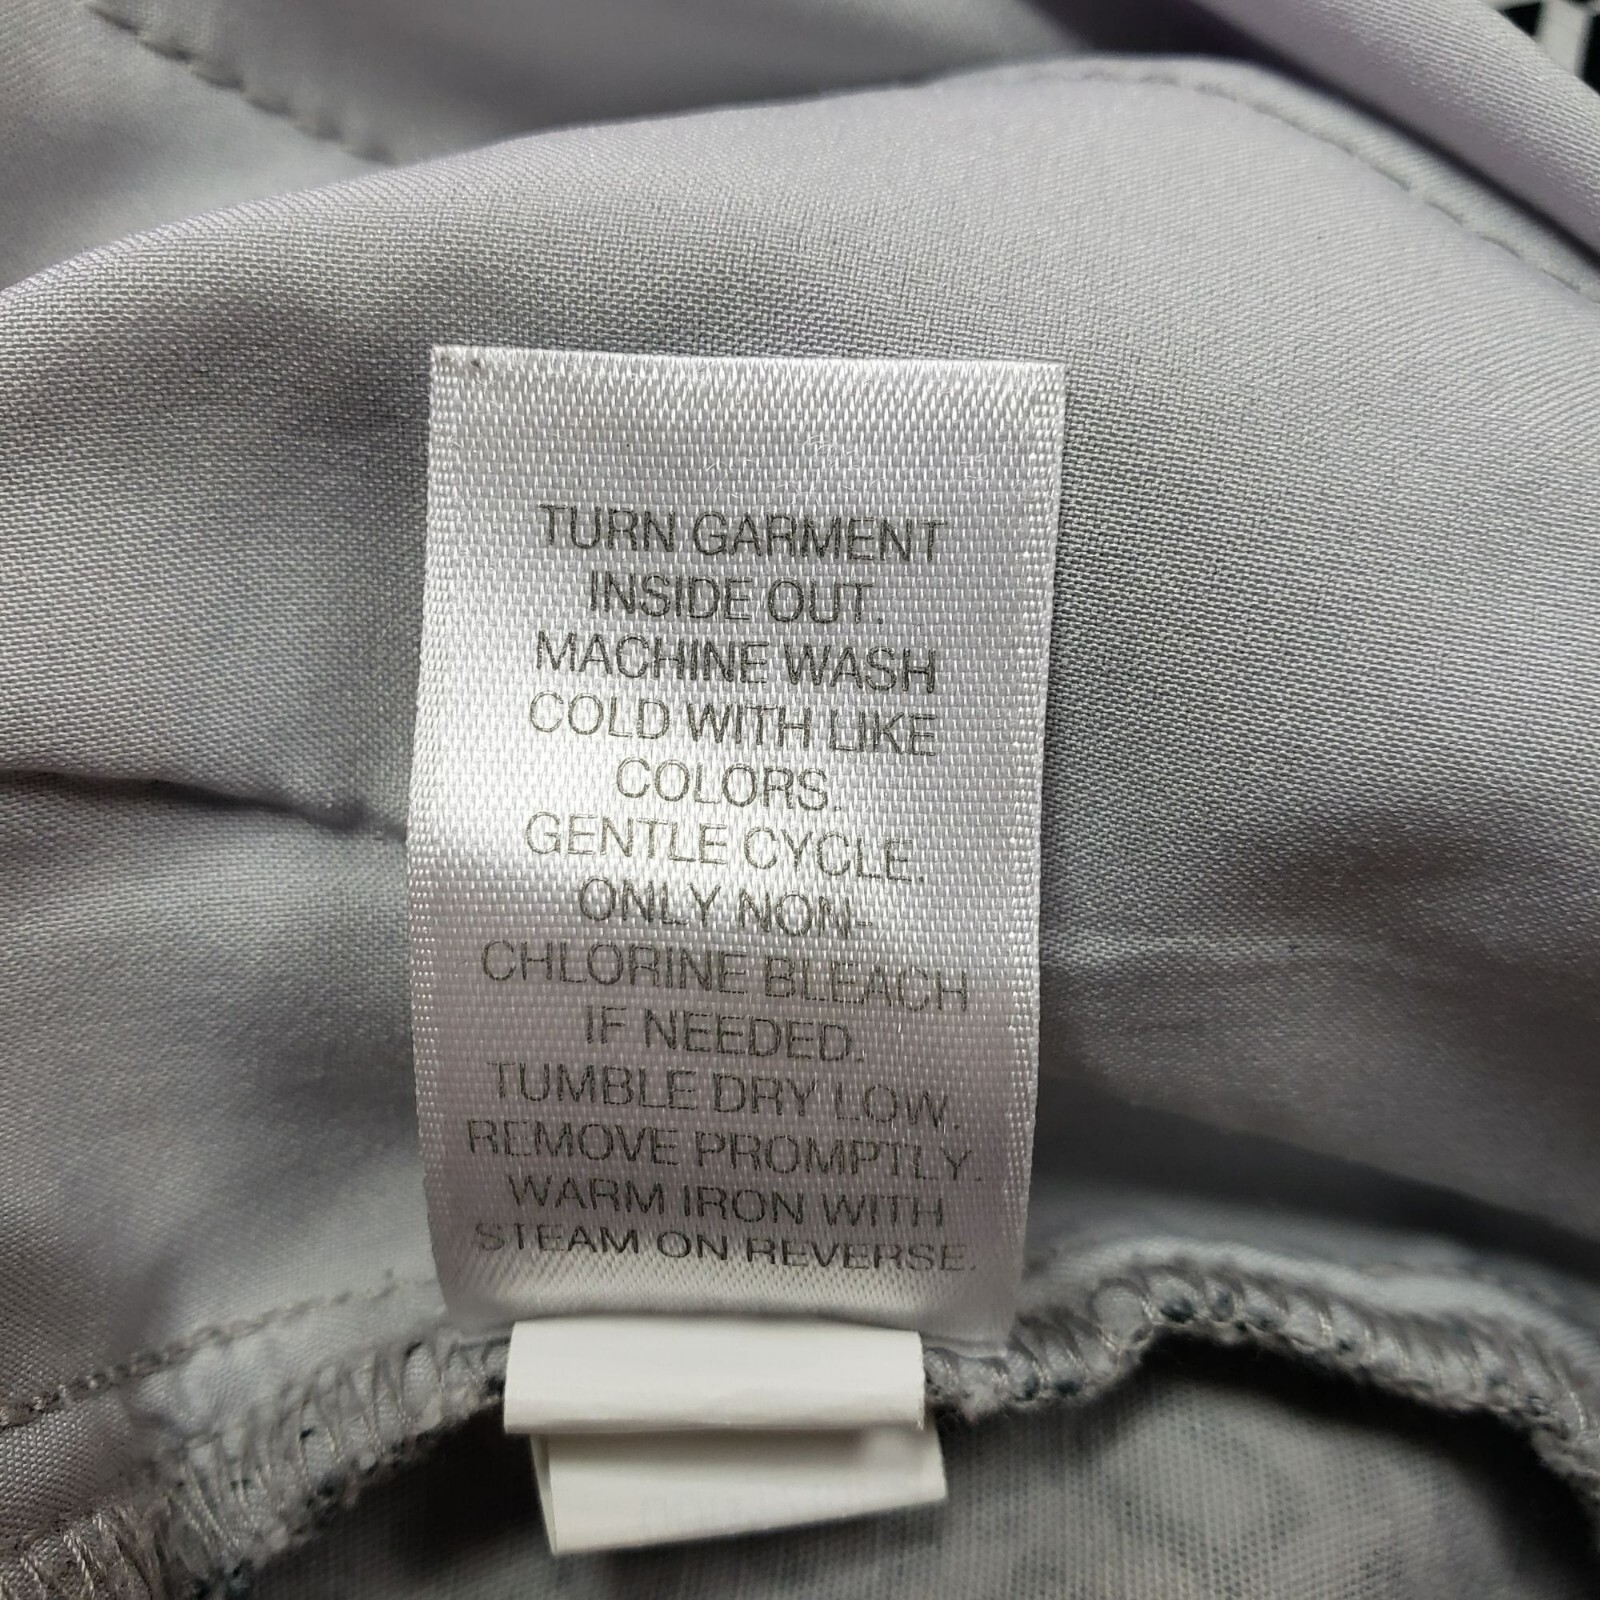 TURN GARMENT
INSIDE OUT.
MACHINE WASH
COLD WITH LIKE
COLORS.
GENTLE CYCLE.
ONLY NON-
CHLORINE BLEACH
IF NEEDED.
TUMBLE DRY LOW.
REMOVE PROMPTLY.
WARM IRON WITH
STEAM ON REVERSE.